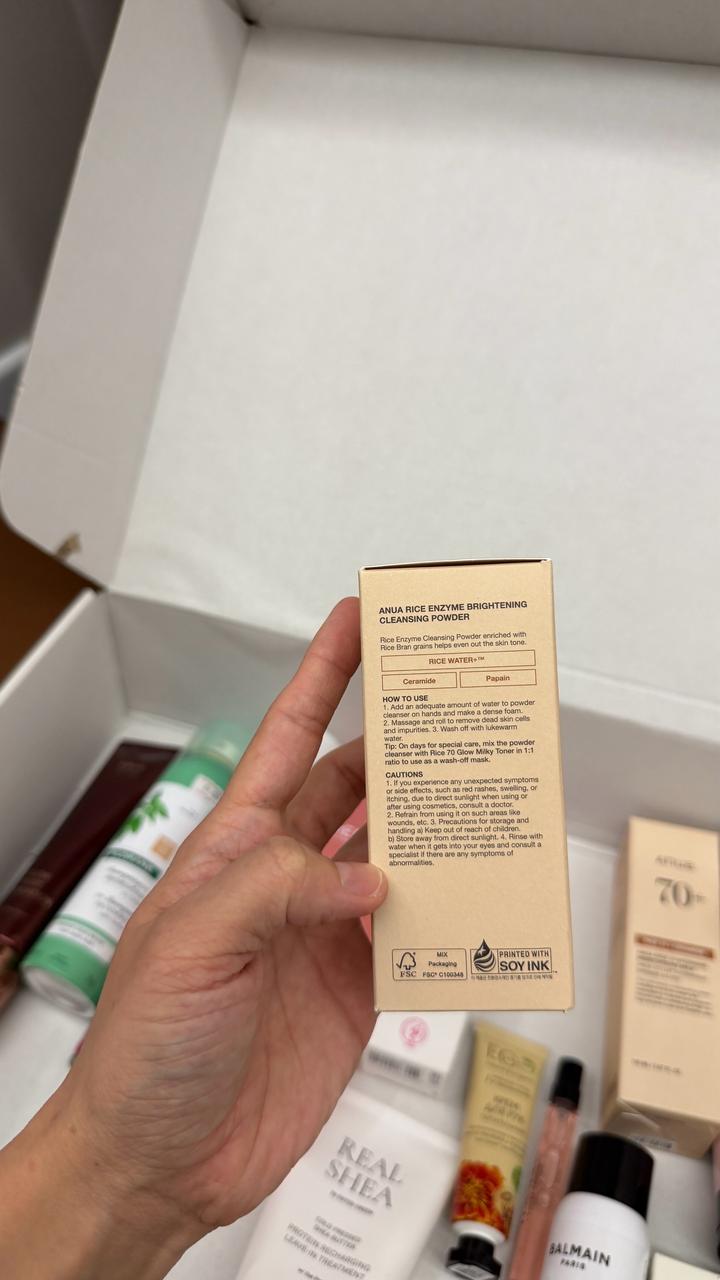 ANUA RICE ENZYME BRIGHTENING
CLEANSING POWDER
Rice Enzyme Cleansing Powder enriched with
Rice Bran grains helps even out the skin tone.
RICE WATER+™
Ceramide
Papain
HOW TO USE
1. Add an adequate amount of water to powder
cleanser on hands and make a dense foam.
2. Massage and roll to remove dead skin cells
and impurities. 3. Wash off with lukewarm
water.
Tip: On days for special care, mix the powder
cleanser with Rice 70 Glow Milky Toner in 1:1
ratio to use as a wash-off mask.
CAUTIONS
1. If you experience any unexpected symptoms
or side effects, such as red rashes, swelling, or
itching, due to direct sunlight when using or
after using cosmetics, consult a doctor.
2. Refrain from using it on such areas like
wounds, etc. 3. Precautions for storage and
handling a) Keep out of reach of children.
b) Store away from direct sunlight. 4. Rinse with
water when it gets into your eyes and consult a
specialist if there are any symptoms of
abnormalities.
FSC
MIX
Packaging
FSC® C100348
PRINTED WITH
SOY INK
70
REAL
SHEA
COLD PRESSED
SHEA BUTTER
PROTEIN RECHARGING
LEAVE-IN TREATMENT
BALMAIN
PARIS